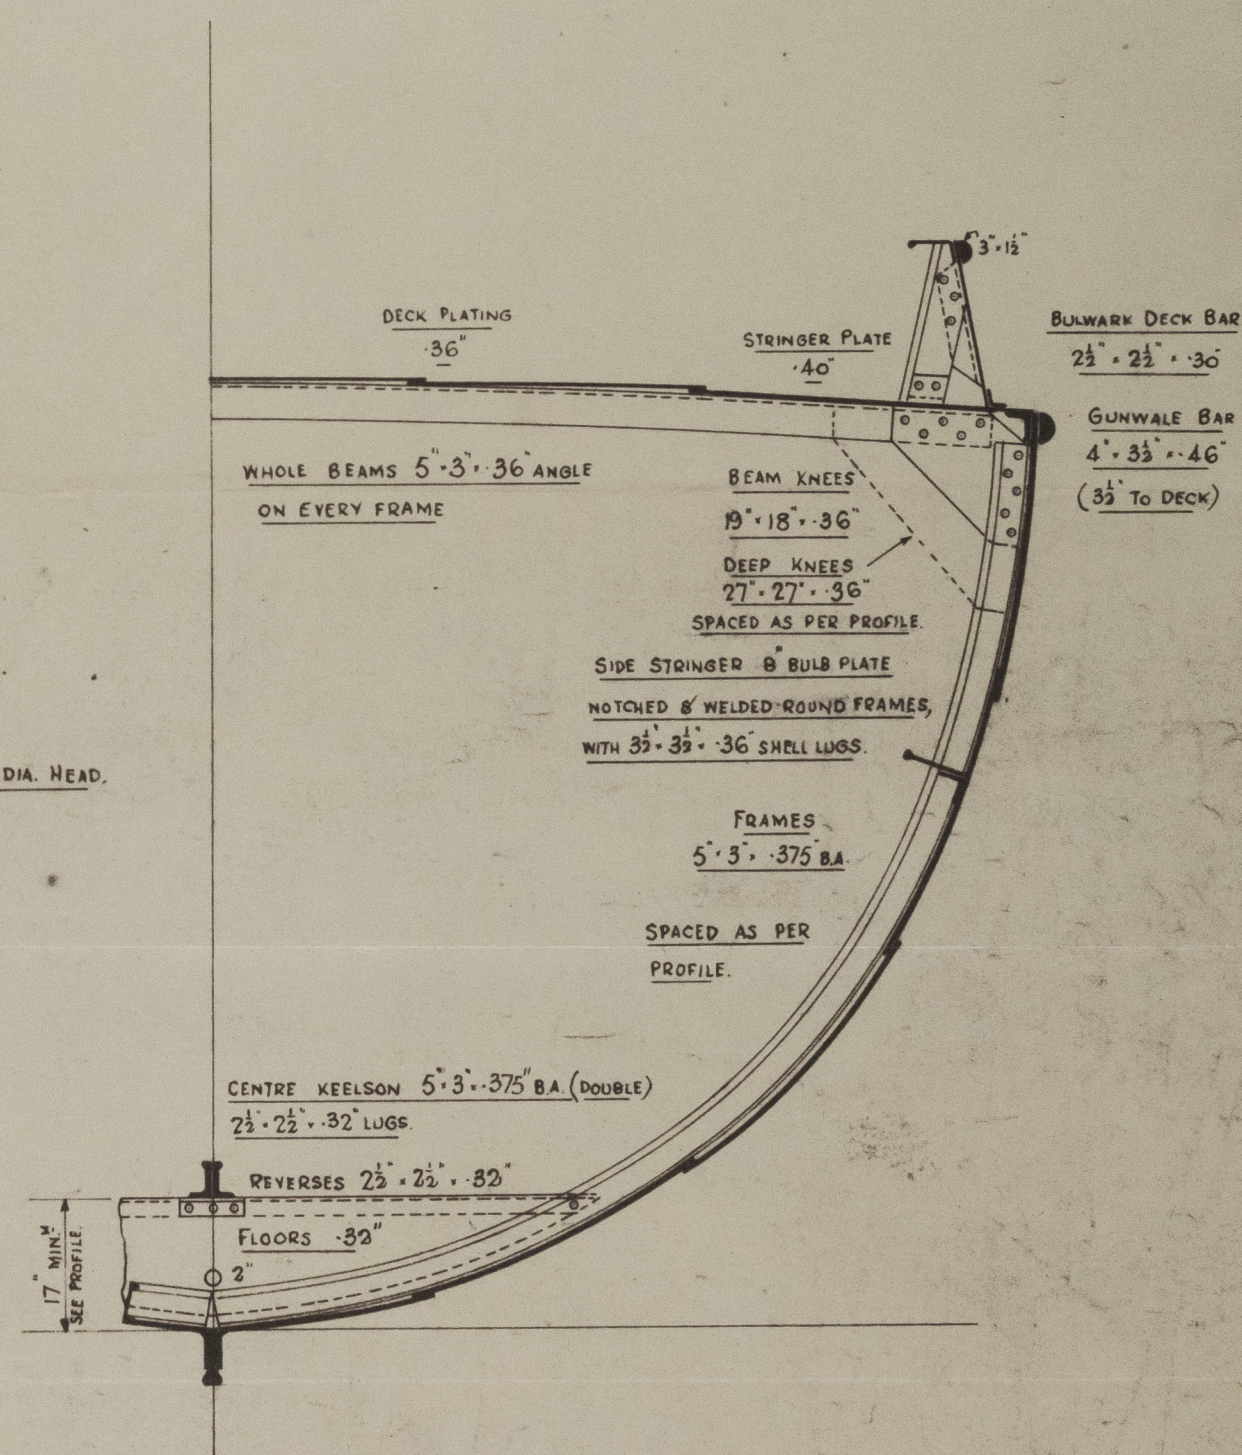 3" × 1½"
DECK PLATING
·36"
STRINGER PLATE
·40"
BULWARK DECK BAR
2½" × 2½" × ·30"
GUNWALE BAR
4" × 3½" × ·46"
(3½" TO DECK)
WHOLE BEAMS 5" × 3" × ·36" ANGLE
ON EVERY FRAME
BEAM KNEES
19" × 18" × ·36"
DEEP KNEES
27" × 27" × ·36"
SPACED AS PER PROFILE.
SIDE STRINGER 8" BULB PLATE
NOTCHED & WELDED ROUND FRAMES,
WITH 3½" × 3½" × ·36" SHELL LUGS.
DIA. HEAD.
FRAMES
5" × 3" × ·375" B.A.
SPACED AS PER
PROFILE.
CENTRE KEELSON 5" × 3" × ·375" B.A. (DOUBLE)
2½" × 2½" × ·32" LUGS.
REVERSES 2½" × 2½" × ·32"
FLOORS ·32"
2"
17" MIN.M
SEE PROFILE.